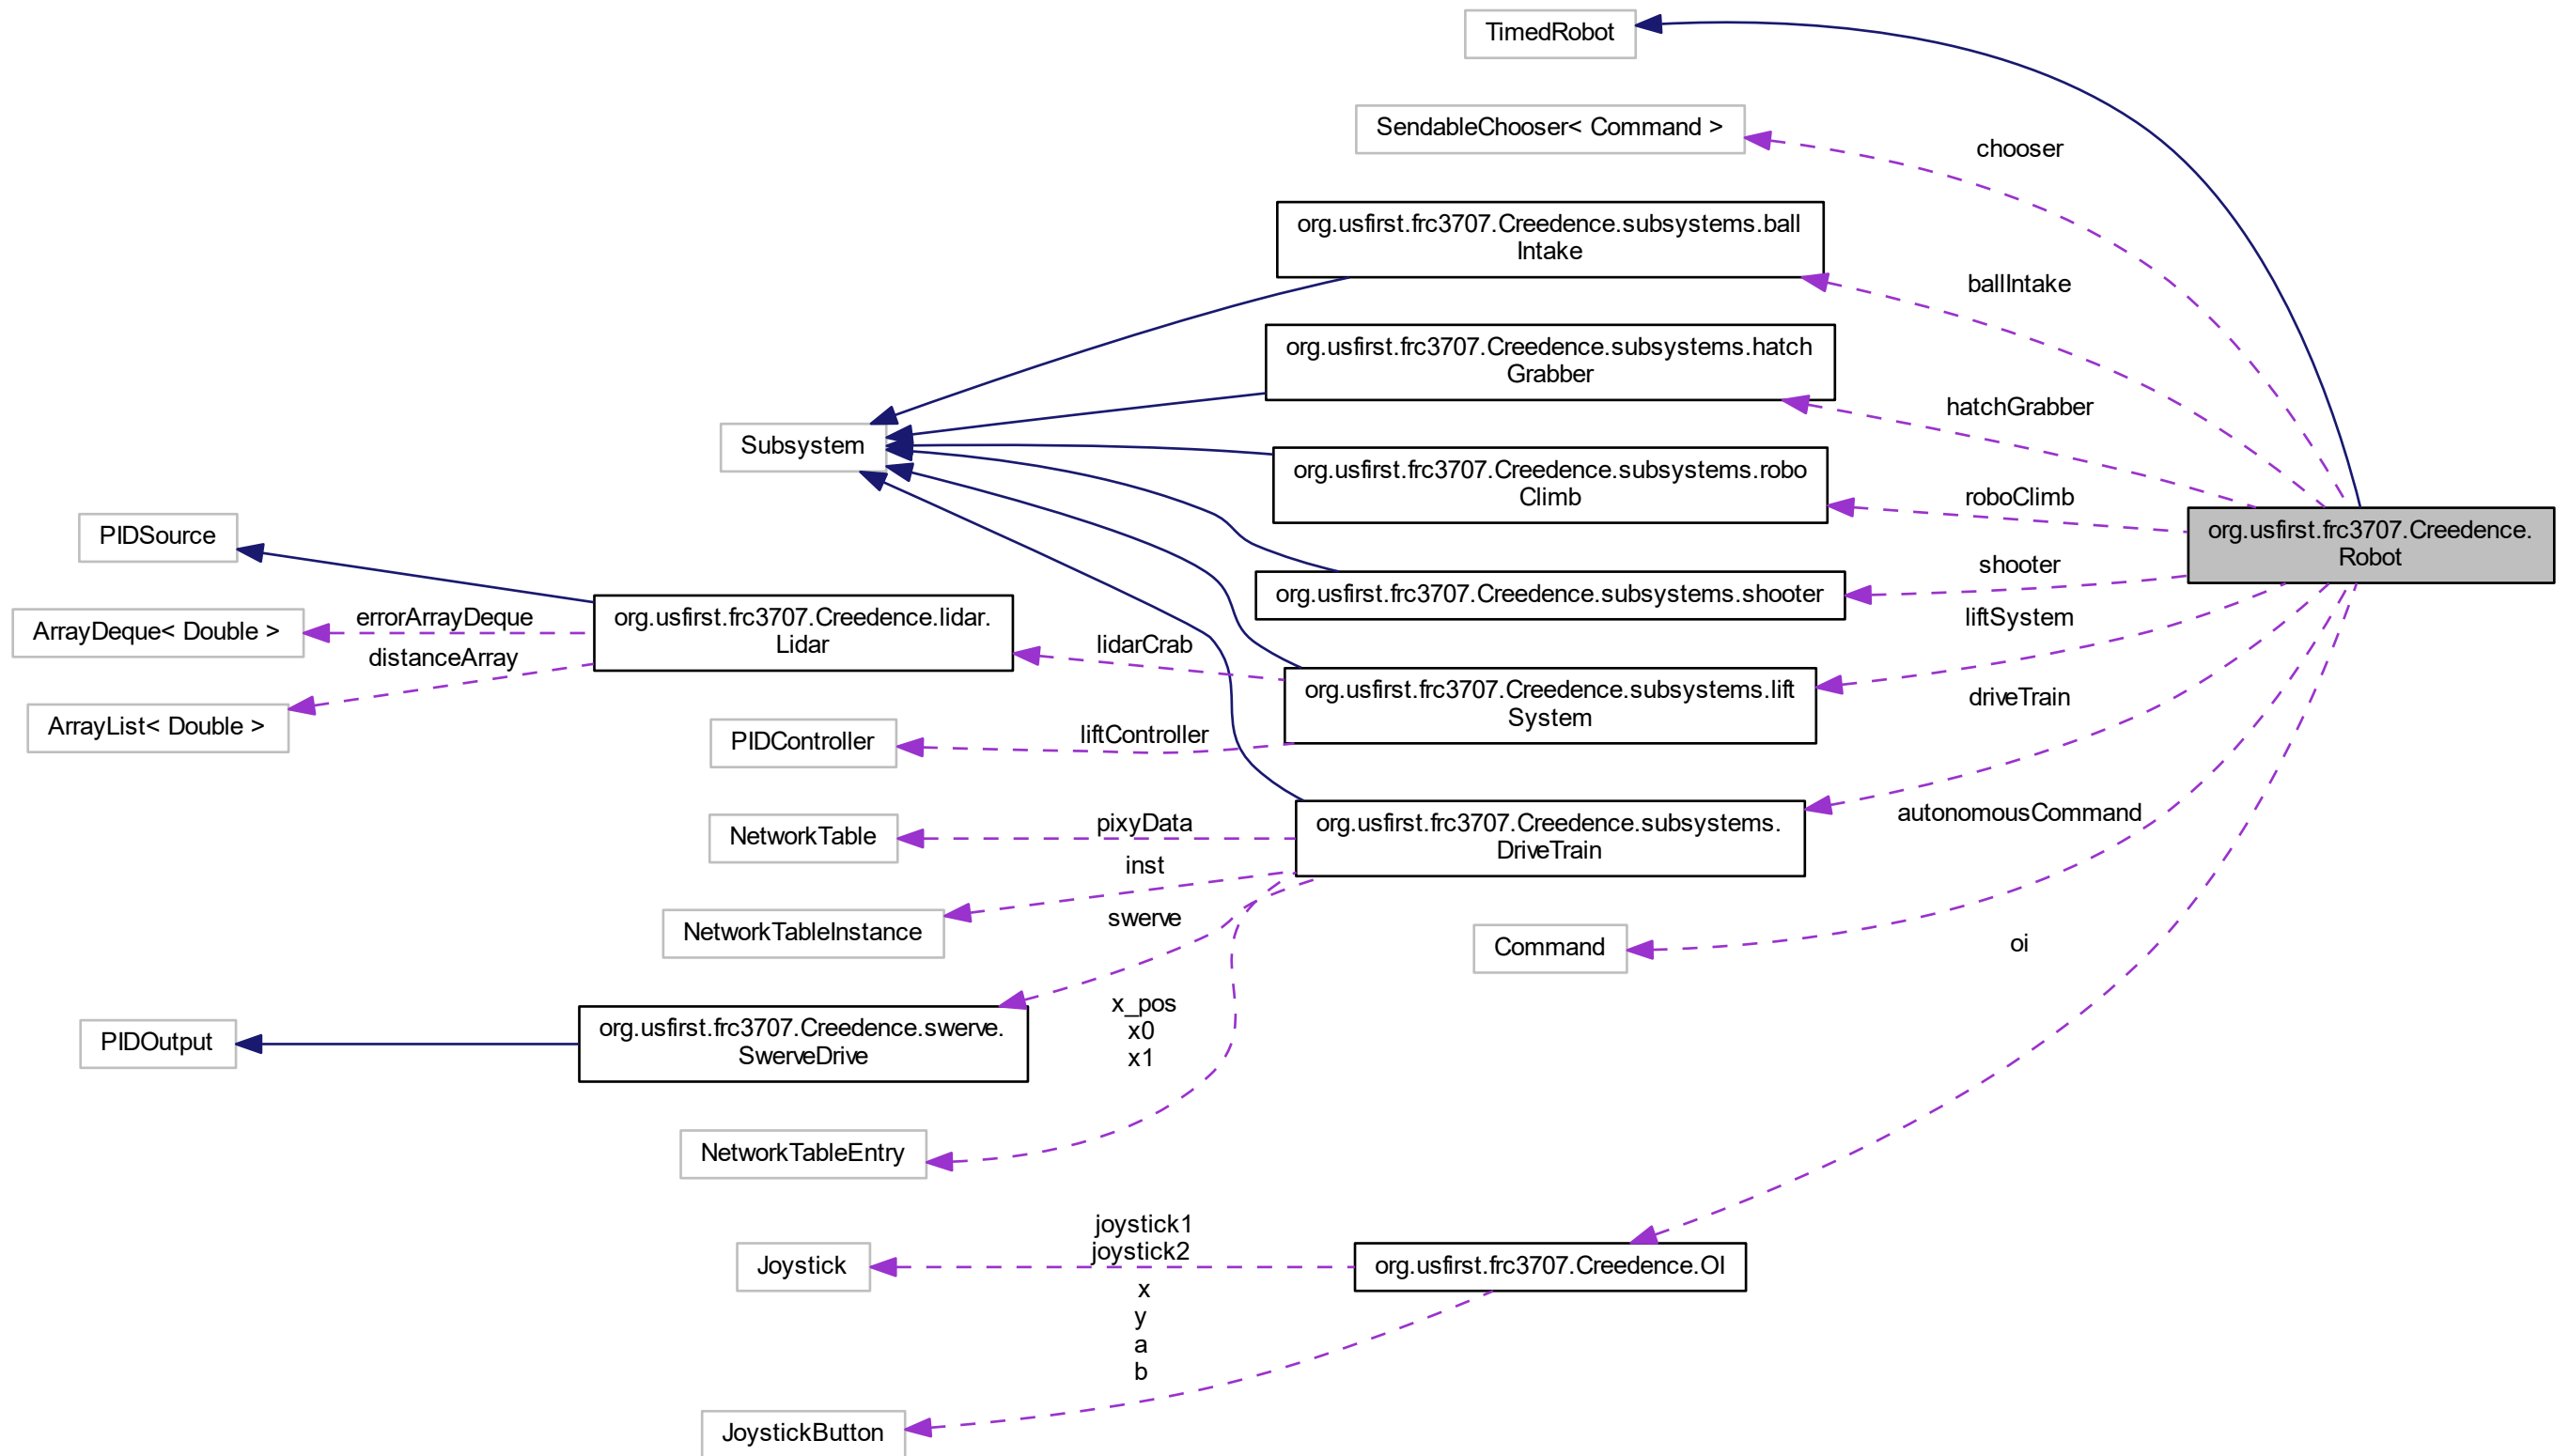 TimedRobot
SendableChooser< Command >
chooser
org.usfirst.frc3707.Creedence.subsystems.ball
Intake
ballIntake
org.usfirst.frc3707.Creedence.subsystems.hatch
Grabber
hatchGrabber
Subsystem
org.usfirst.frc3707.Creedence.subsystems.robo
Climb
roboClimb
org.usfirst.frc3707.Creedence.
Robot
PIDSource
shooter
org.usfirst.frc3707.Creedence.subsystems.shooter
liftSystem
ArrayDeque< Double >
errorArrayDeque
distanceArray
org.usfirst.frc3707.Creedence.lidar.
Lidar
lidarCrab
org.usfirst.frc3707.Creedence.subsystems.lift
System
driveTrain
ArrayList< Double >
PIDController
liftController
NetworkTable
pixyData
org.usfirst.frc3707.Creedence.subsystems.
DriveTrain
autonomousCommand
inst
NetworkTableInstance
swerve
Command
oi
PIDOutput
org.usfirst.frc3707.Creedence.swerve.
SwerveDrive
x_pos
x0
x1
NetworkTableEntry
joystick1
joystick2
Joystick
org.usfirst.frc3707.Creedence.OI
x
y
a
b
JoystickButton